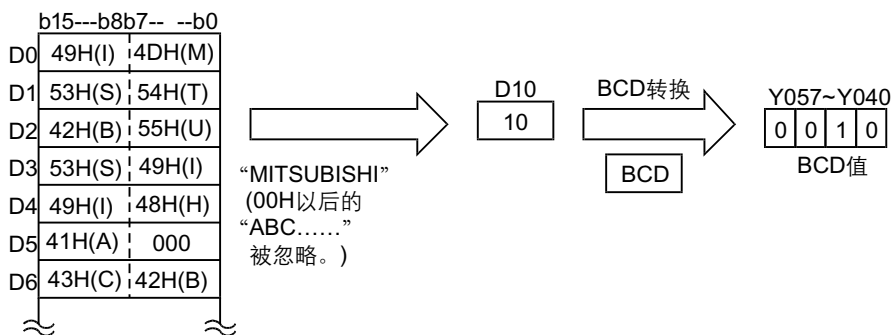 b15---b8b7-- --b0
D0 49H(I) 4DH(M)
D1 53H(S) 54H(T)
D2 42H(B) 55H(U)
D3 53H(S) 49H(I)
D4 49H(I) 48H(H)
D5 41H(A) 000
D6 43H(C) 42H(B)
“MITSUBISHI”
(00H以后的
“ABC……”
被忽略。)
D10
10
BCD转换
BCD
Y057~Y040
0 0 1 0
BCD值